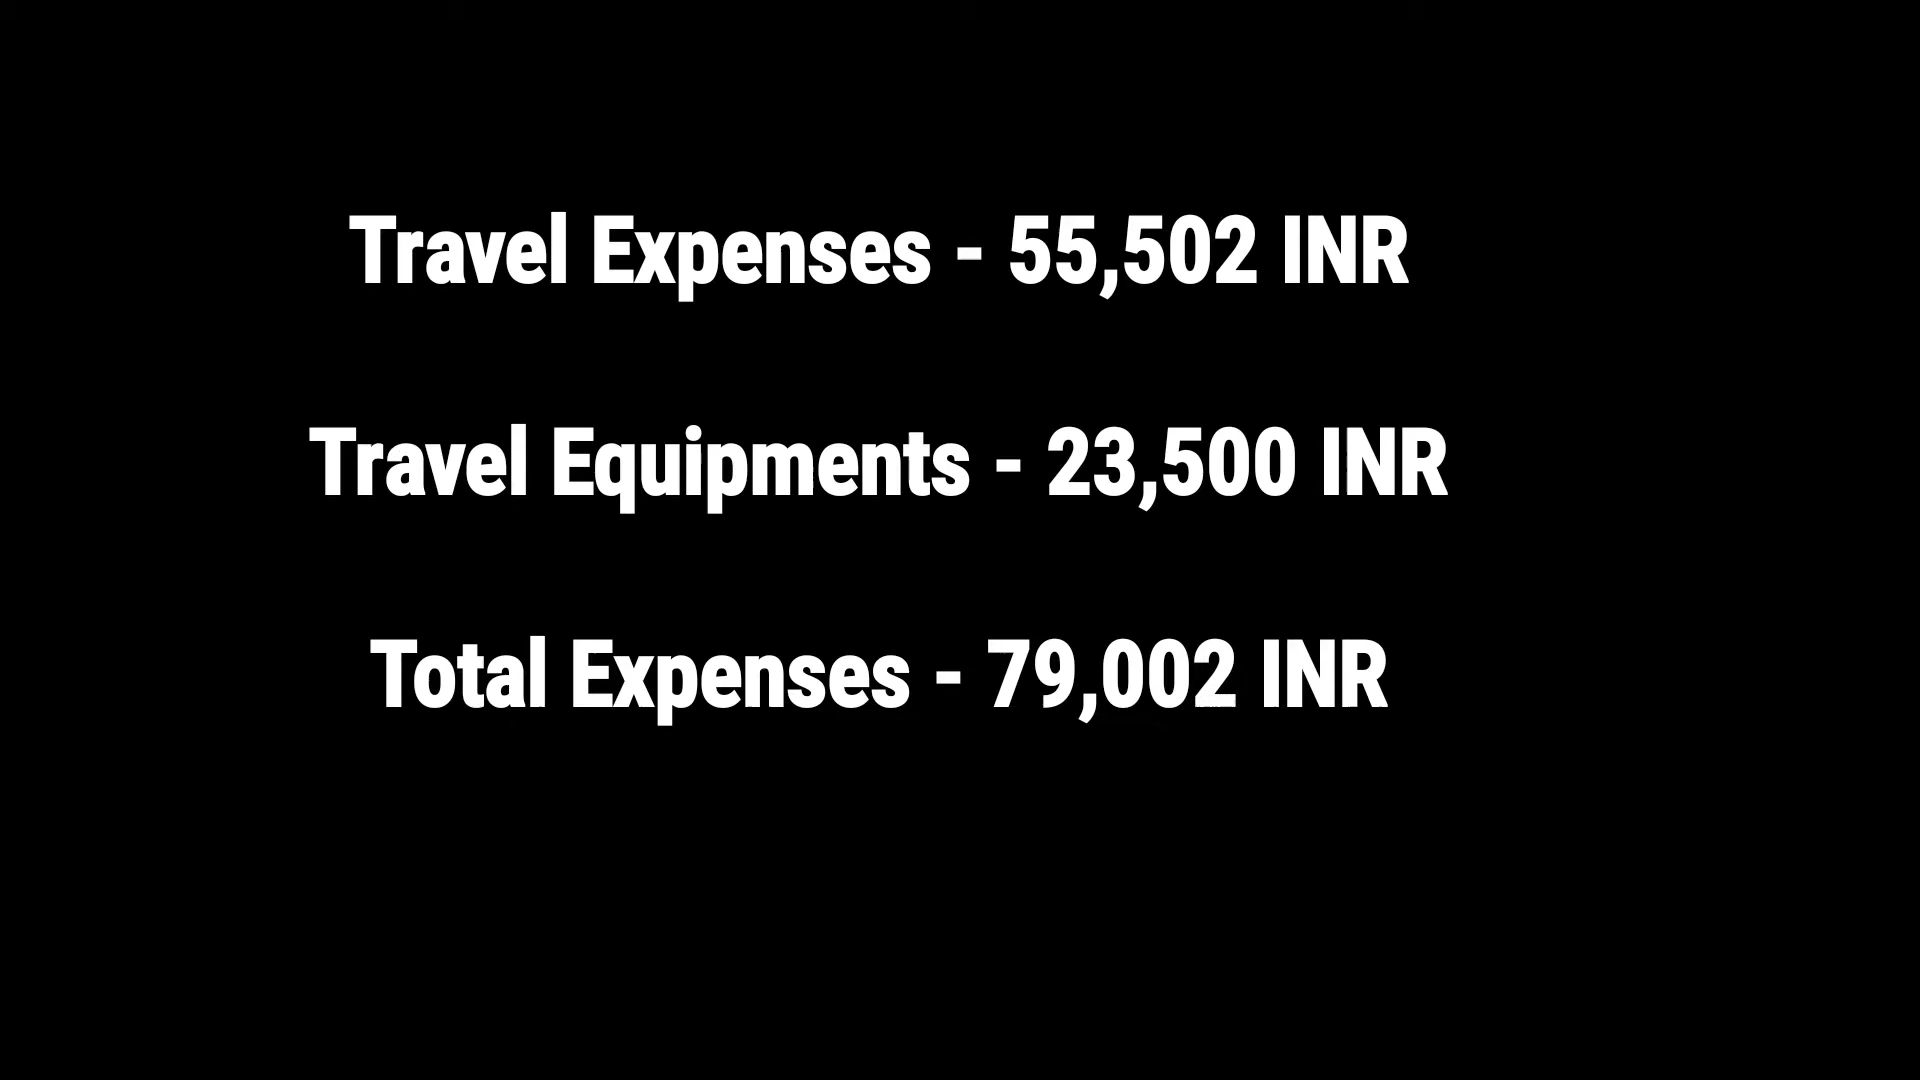 Travel Expenses - 55,502 INR
Travel Equipments - 23,500 INR
Total Expenses - 79,002 INR